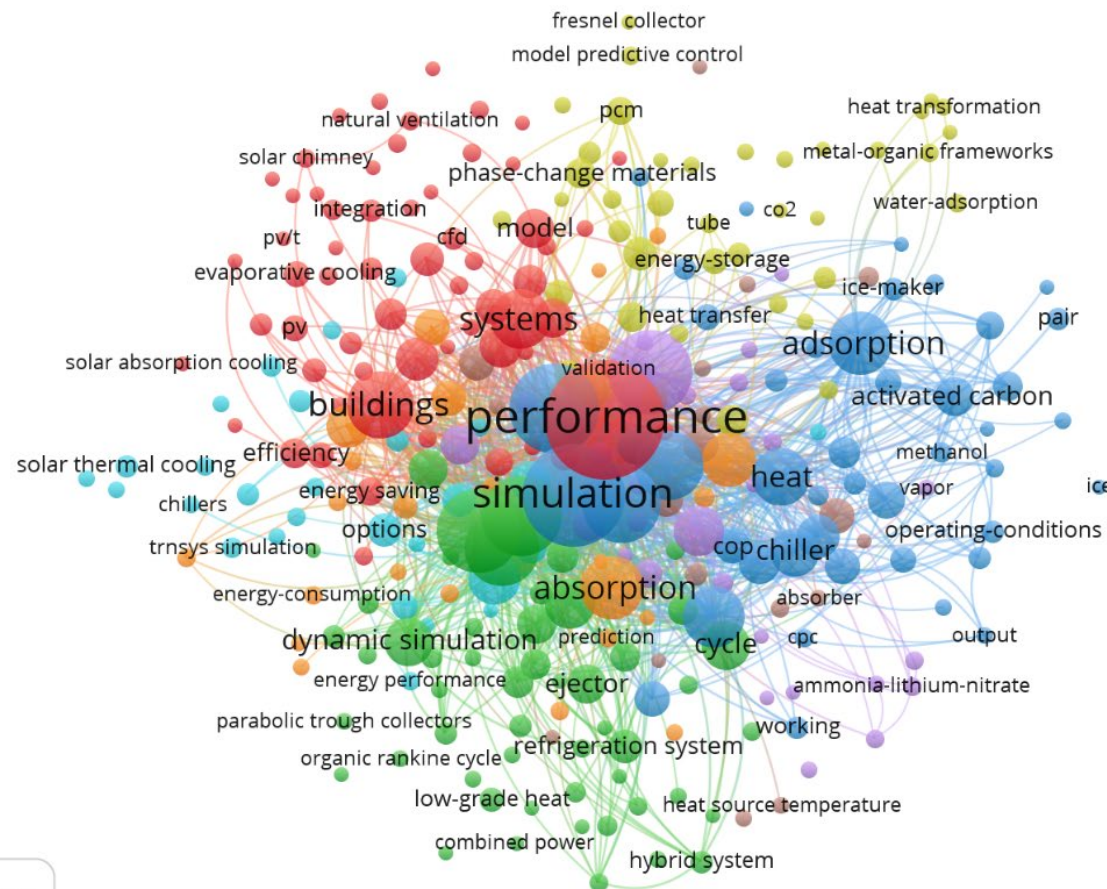 fresnel collector
model predictive control
pcm
heat transformation
natural ventilation
solar chimney
metal-organic frameworks
phase-change materials
water-adsorption
integration
co2
tube
model
pv/t
cfd
energy-storage
evaporative cooling
ice-maker
systems
heat transfer
pair
pv
adsorption
solar absorption cooling
validation
buildings
performance
activated carbon
efficiency
methanol
solar thermal cooling
heat
energy saving
simulation
vapor
ice
chillers
options
operating-conditions
trnsys simulation
cop
chiller
absorption
energy-consumption
absorber
dynamic simulation
prediction
cycle
cpc
output
energy performance
ejector
ammonia-lithium-nitrate
parabolic trough collectors
working
organic rankine cycle
refrigeration system
low-grade heat
heat source temperature
combined power
hybrid system